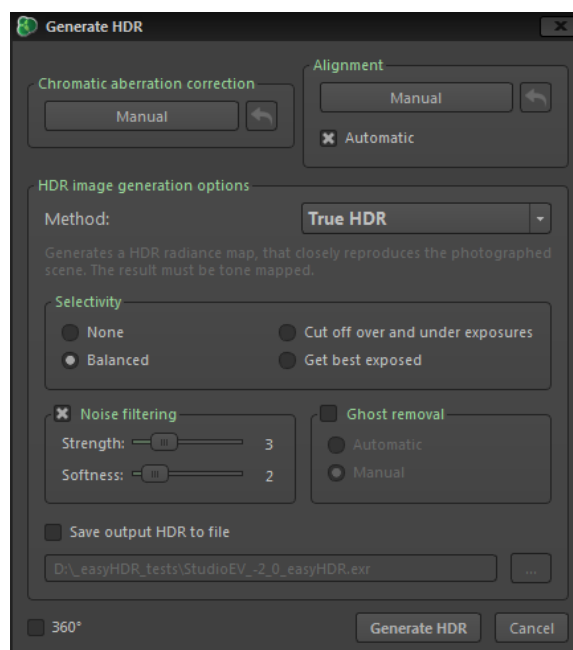 Generate HDR
Chromatic aberration correction
Manual
Alignment
Manual
Automatic
HDR image generation options
Method:
True HDR
Generates a HDR radiance map, that closely reproduces the photographed
scene. The result must be tone mapped.
Selectivity
None
Cut off over and under exposures
Balanced
Get best exposed
Noise filtering
Strength:
3
Softness:
2
Ghost removal
Automatic
Manual
Save output HDR to file
D:\_easyHDR_tests\StudioEV_-2_0_easyHDR.exr
...
360°
Generate HDR
Cancel